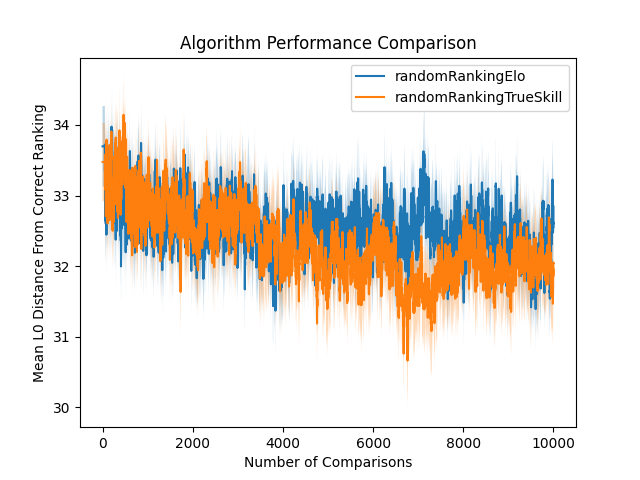 Algorithm Performance Comparison
randomRankingElo
randomRankingTrueSkill
Mean L0 Distance From Correct Ranking
34
33
32
31
30
0 2000 4000 6000 8000 10000
Number of Comparisons